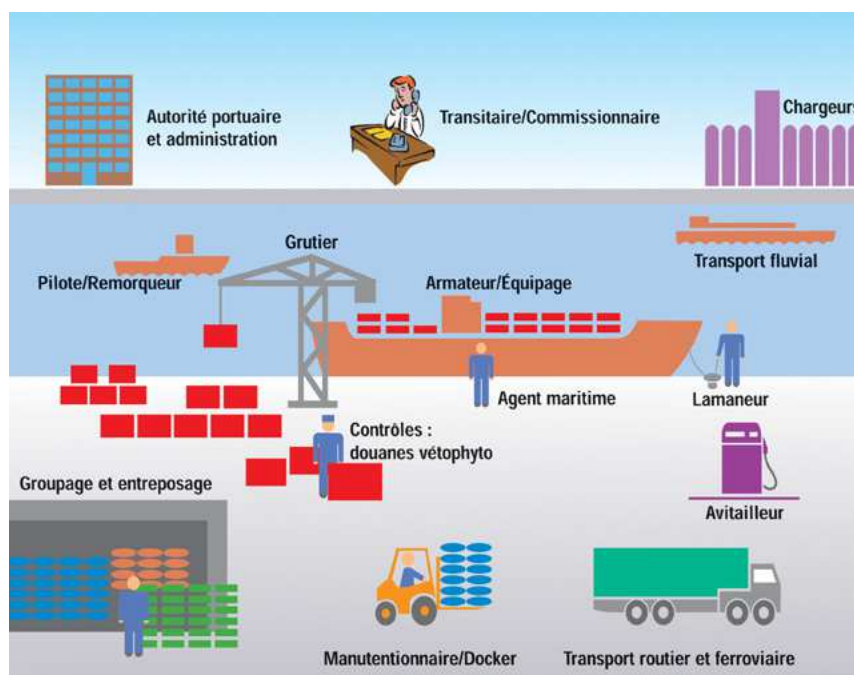 Autorité portuaire
et administration
Transitaire/Commissionnaire
Chargeurs
Grutier
Pilote/Remorqueur
Armateur/Équipage
Transport fluvial
Agent maritime
Lamaneur
Contrôles :
douanes vétophyto
Groupage et entreposage
Avitailleur
Manutentionnaire/Docker
Transport routier et ferroviaire